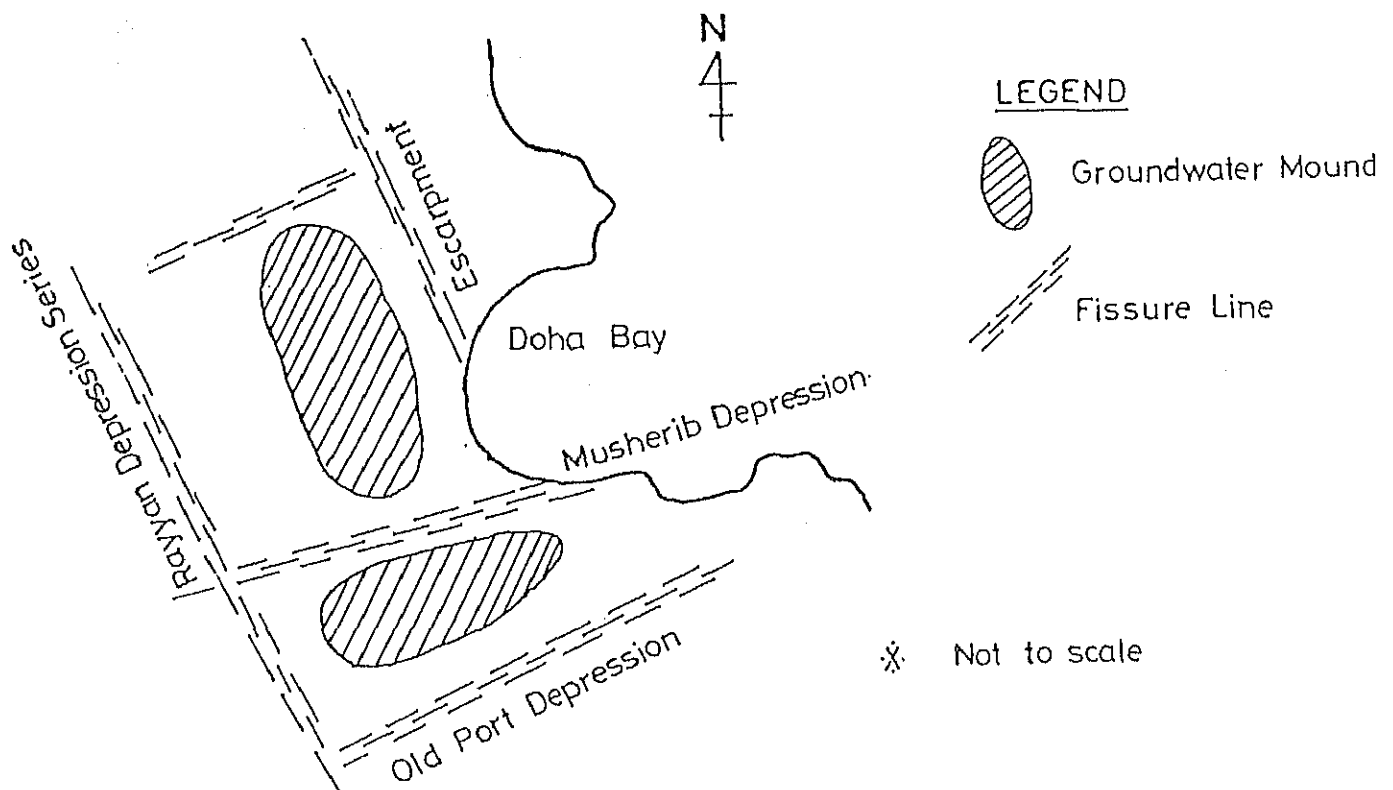 N
LEGEND
Groundwater Mound
Fissure Line
Escarpment
Rayyan Depression Series
Doha Bay
Musherib Depression.
Old Port Depression
Not to scale